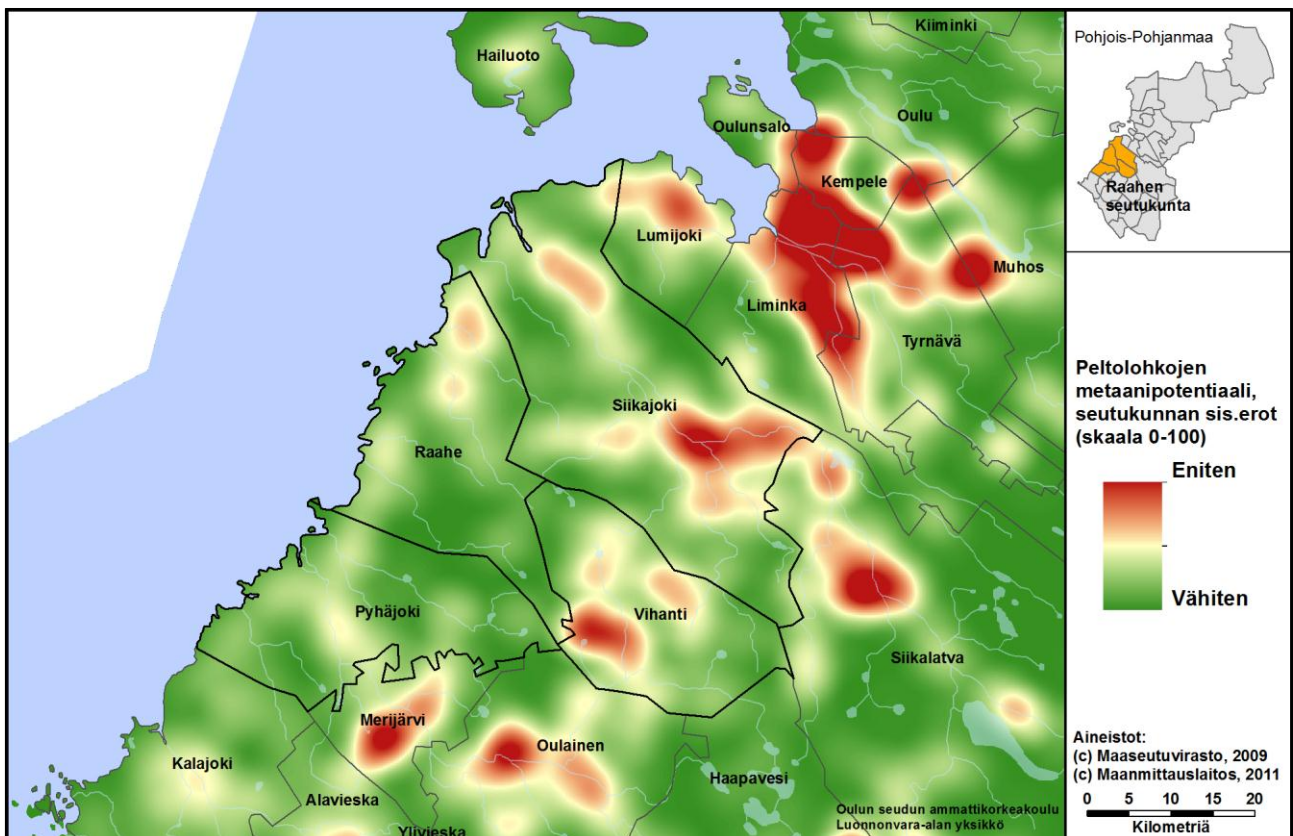 Kiiminki
Hailuoto
Oulunsalo
Oulu
Kempele
Lumijoki
Muhos
Liminka
Tyrnävä
Siikajoki
Raahe
Pyhäjoki
Vihanti
Siikalatva
Merijärvi
Oulainen
Kalajoki
Haapavesi
Alavieska
Ylivieska
Oulun seudun ammattikorkeakoulu
Luonnonvara-alan yksikkö
Pohjois-Pohjanmaa
Raahen
seutukunta
Peltolohkojen
metaanipotentiaali,
seutukunnan sis.erot
(skaala 0-100)
Eniten
Vähiten
Aineistot:
(c) Maaseutuvirasto, 2009
(c) Maanmittauslaitos, 2011
0 5 10 15 20
Kilometriä